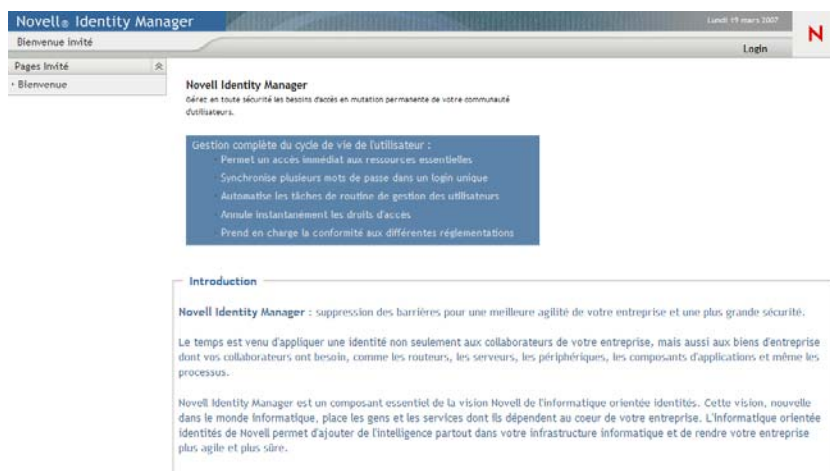 Novell® Identity Manager
Lundi 19 mars 2007
N
Bienvenue Invité
Login
Pages Invité
Bienvenue
Novell Identity Manager
Gérez en toute sécurité les besoins d'accès en mutation permanente de votre communauté
d'utilisateurs.
Gestion complète du cycle de vie de l'utilisateur :
Permet un accès immédiat aux ressources essentielles
Synchronise plusieurs mots de passe dans un login unique
Automatise les tâches de routine de gestion des utilisateurs
Annule instantanément les droits d'accès
Prend en charge la conformité aux différentes réglementations
Introduction
Novell Identity Manager : suppression des barrières pour une meilleure agilité de votre entreprise et une plus grande sécurité.
Le temps est venu d'appliquer une identité non seulement aux collaborateurs de votre entreprise, mais aussi aux biens d'entreprise
dont vos collaborateurs ont besoin, comme les routeurs, les serveurs, les périphériques, les composants d'applications et même les
processus.
Novell Identity Manager est un composant essentiel de la vision Novell de l'informatique orientée identités. Cette vision, nouvelle
dans le monde informatique, place les gens et les services dont ils dépendent au coeur de votre entreprise. L'informatique orientée
identités de Novell permet d'ajouter de l'intelligence partout dans votre infrastructure informatique et de rendre votre entreprise
plus agile et plus sûre.